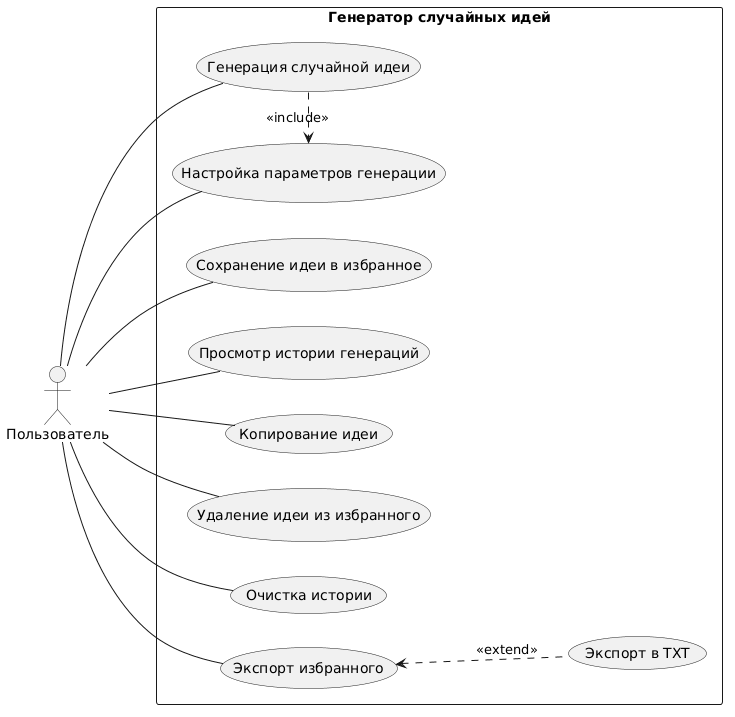 Генератор случайных идей
Генерация случайной идеи
«include»
Настройка параметров генерации
Сохранение идеи в избранное
Просмотр истории генераций
Пользователь
Копирование идеи
Удаление идеи из избранного
Очистка истории
Экспорт избранного
«extend»
Экспорт в TXT